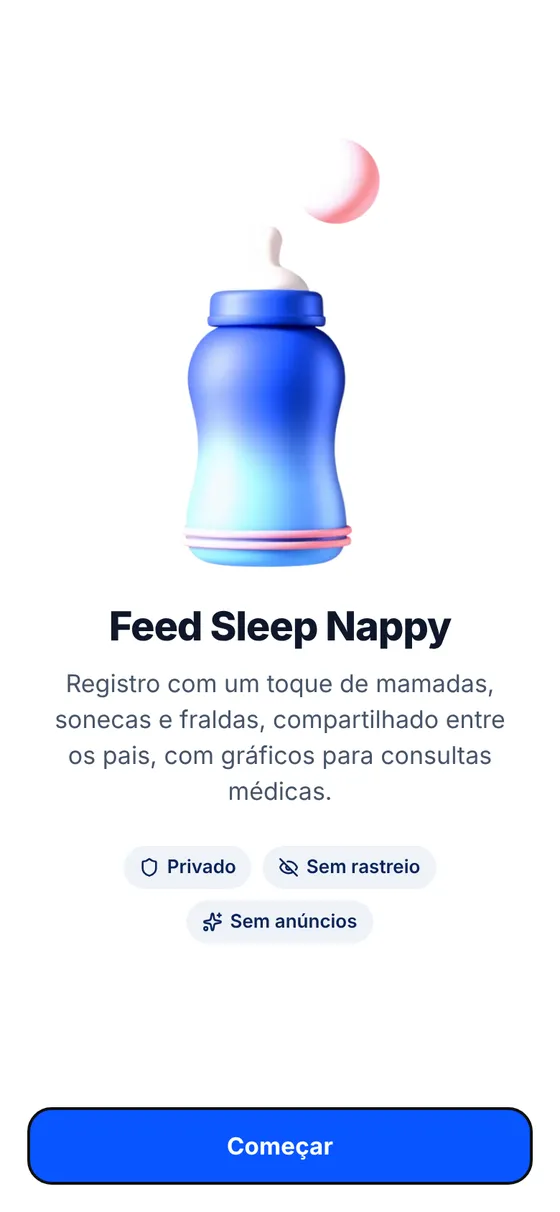 Feed Sleep Nappy
Registro com um toque de mamadas,
sonecas e fraldas, compartilhado entre
os pais, com gráficos para consultas
médicas.
Privado
Sem rastreio
Sem anúncios
Começar